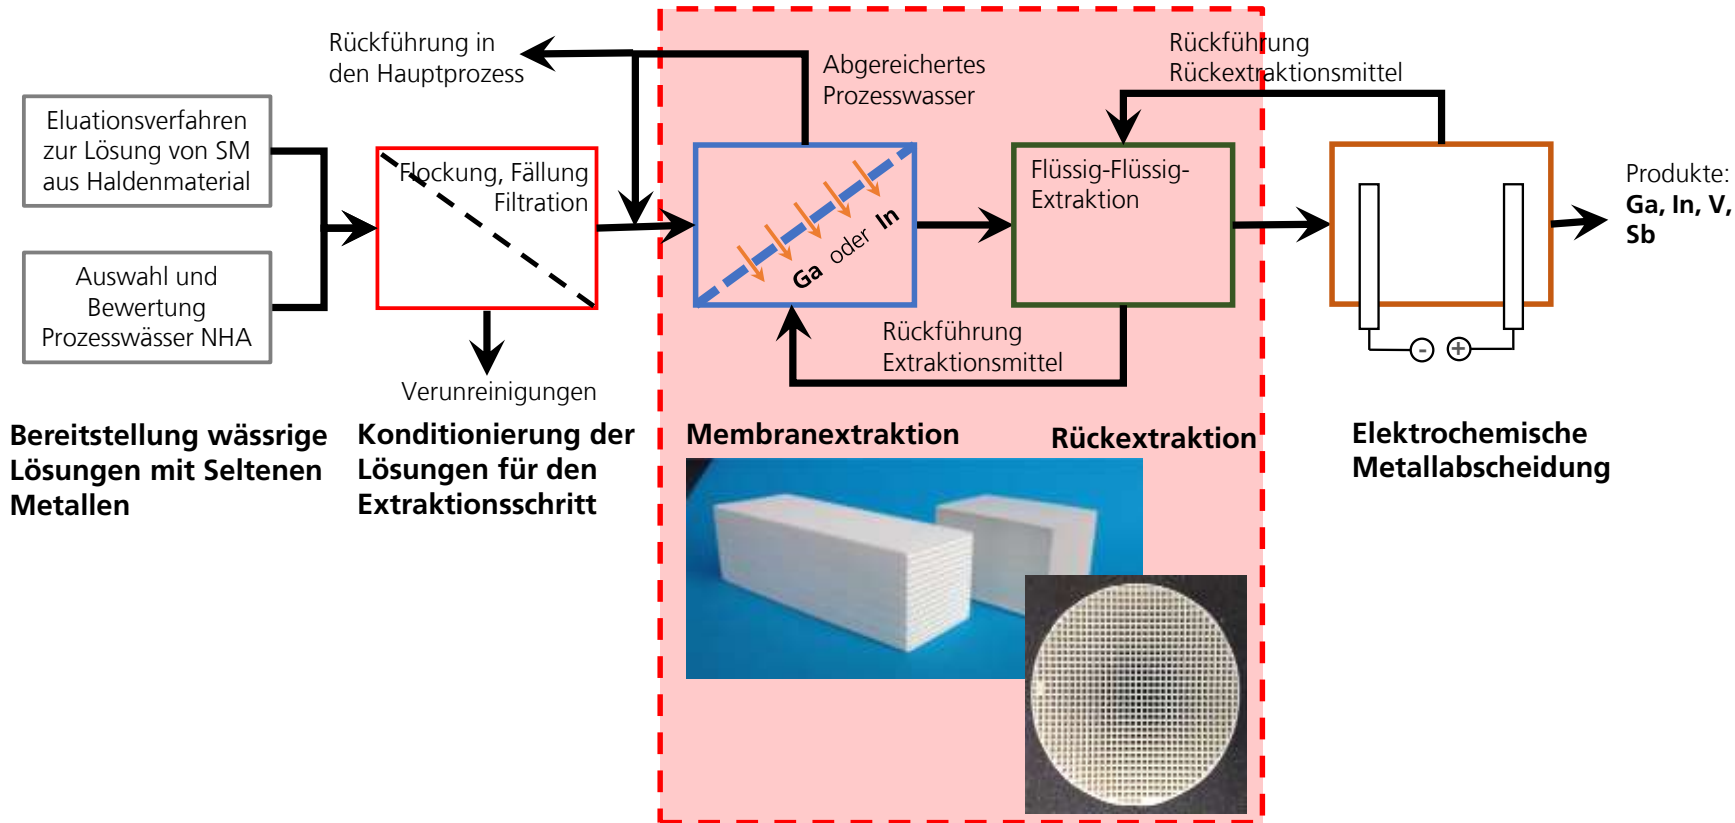 Rückführung in
den Hauptprozess
Abgereichertes
Prozesswasser
Rückführung
Rückextraktionsmittel
Eluationsverfahren
zur Lösung von SM
aus Haldenmaterial
Auswahl und
Bewertung
Prozesswässer NHA
Flockung, Fällung
Filtration
Ga oder In
Flüssig-Flüssig-
Extraktion
Produkte:
Ga, In, V,
Sb
Rückführung
Extraktionsmittel
- +
Verunreinigungen
Bereitstellung wässrige
Lösungen mit Seltenen
Metallen
Konditionierung der
Lösungen für den
Extraktionsschritt
Membranextraktion
Rückextraktion
Elektrochemische
Metallabscheidung